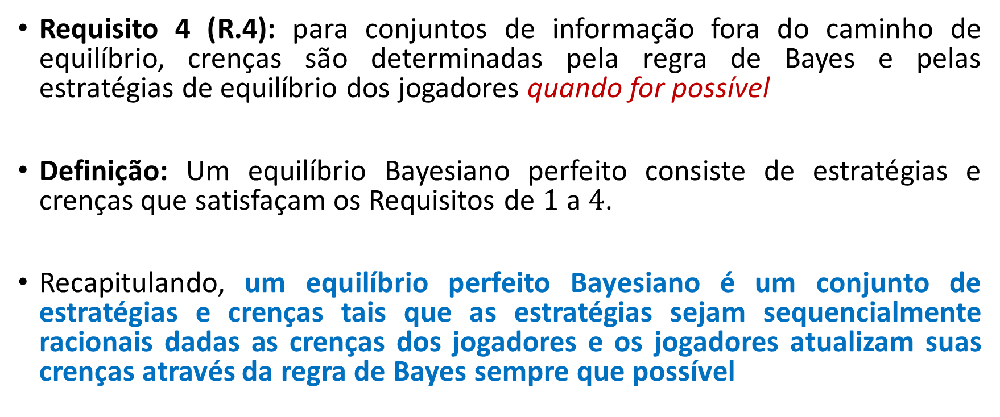 • Requisito 4 (R.4): para conjuntos de informação fora do caminho de
equilíbrio, crenças são determinadas pela regra de Bayes e pelas
estratégias de equilíbrio dos jogadores quando for possível
• Definição: Um equilíbrio Bayesiano perfeito consiste de estratégias e
crenças que satisfaçam os Requisitos de 1 a 4.
• Recapitulando, um equilíbrio perfeito Bayesiano é um conjunto de
estratégias e crenças tais que as estratégias sejam sequencialmente
racionais dadas as crenças dos jogadores e os jogadores atualizam suas
crenças através da regra de Bayes sempre que possível